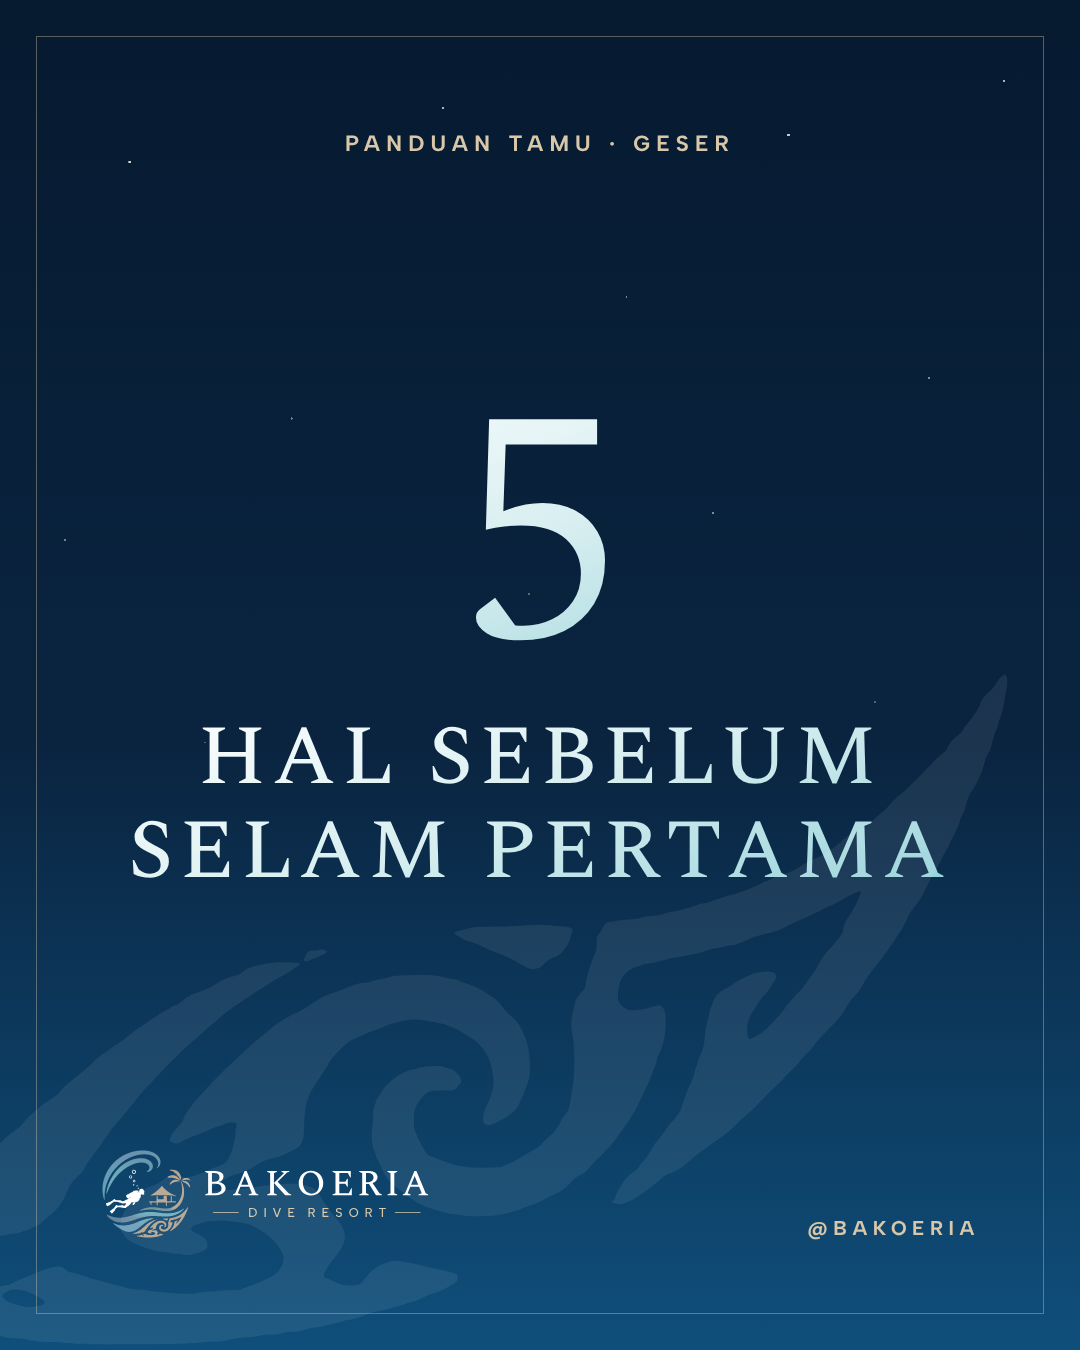 PANDUAN TAMU · GESER
5
HAL SEBELUM
SELAM PERTAMA
BAKOERIA
DIVE RESORT
@BAKOERIA